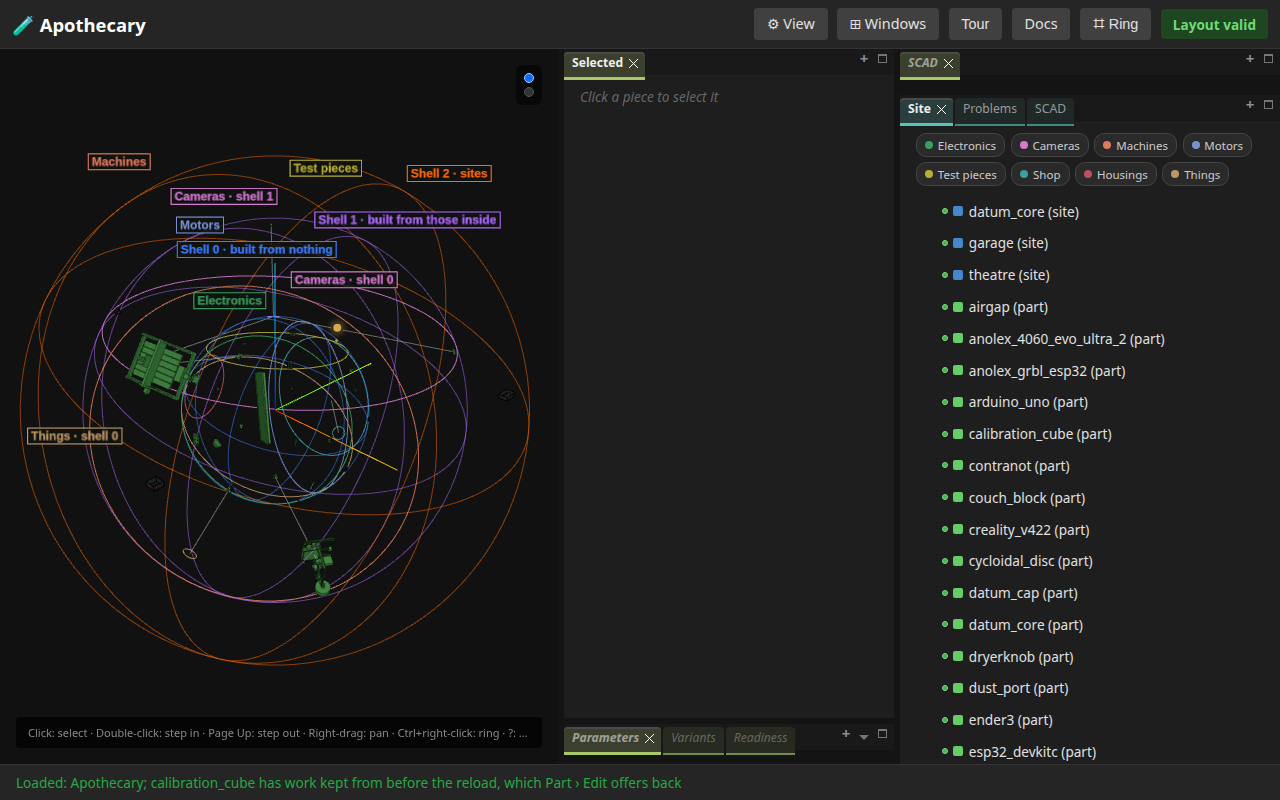 Apothecary
View
Windows
Tour
Docs
Ring
Layout valid
Machines
Test pieces
Shell 2 · sites
Cameras · shell 1
Shell 1 · built from those inside
Motors
Shell 0 · built from nothing
Cameras · shell 0
Electronics
Things · shell 0
Click: select · Double-click: step in · Page Up: step out · Right-drag: pan · Ctrl+right-click: ring · ?: ...
Selected
Click a piece to select it
Parameters Variants Readiness
SCAD
Site Problems SCAD
Electronics Cameras Machines Motors
Test pieces Shop Housings Things
datum_core (site)
garage (site)
theatre (site)
airgap (part)
anolex_4060_evo_ultra_2 (part)
anolex_grbl_esp32 (part)
arduino_uno (part)
calibration_cube (part)
contranot (part)
couch_block (part)
creality_v422 (part)
cycloidal_disc (part)
datum_cap (part)
datum_core (part)
dryerknob (part)
dust_port (part)
ender3 (part)
esp32_devkitc (part)
Loaded: Apothecary; calibration_cube has work kept from before the reload, which Part › Edit offers back